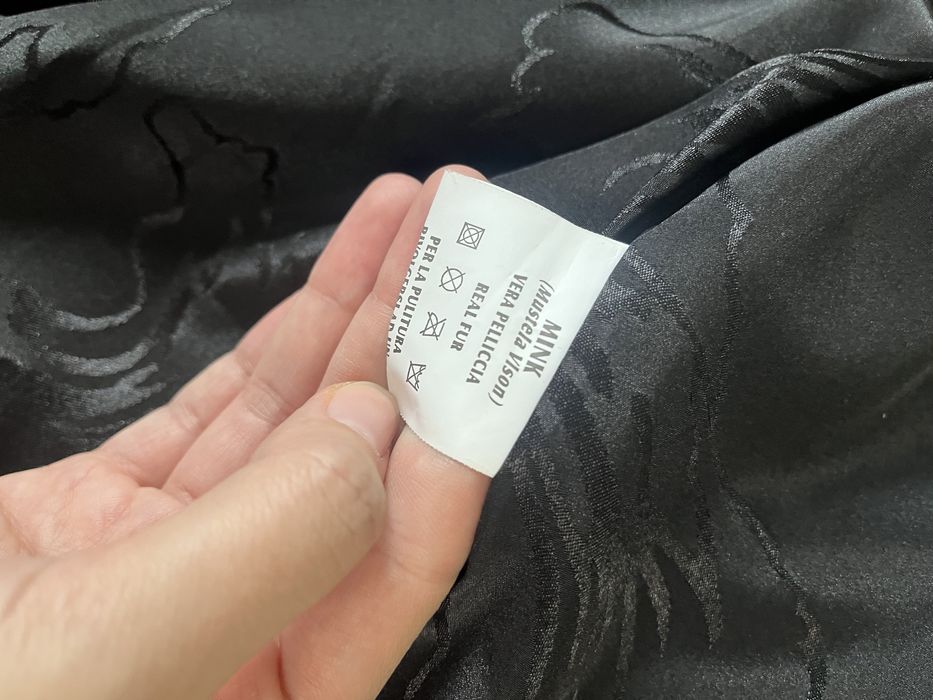 MINK
(Mustela Vison)
VERA PELLICCIA
REAL FUR
PER LA PULITURA